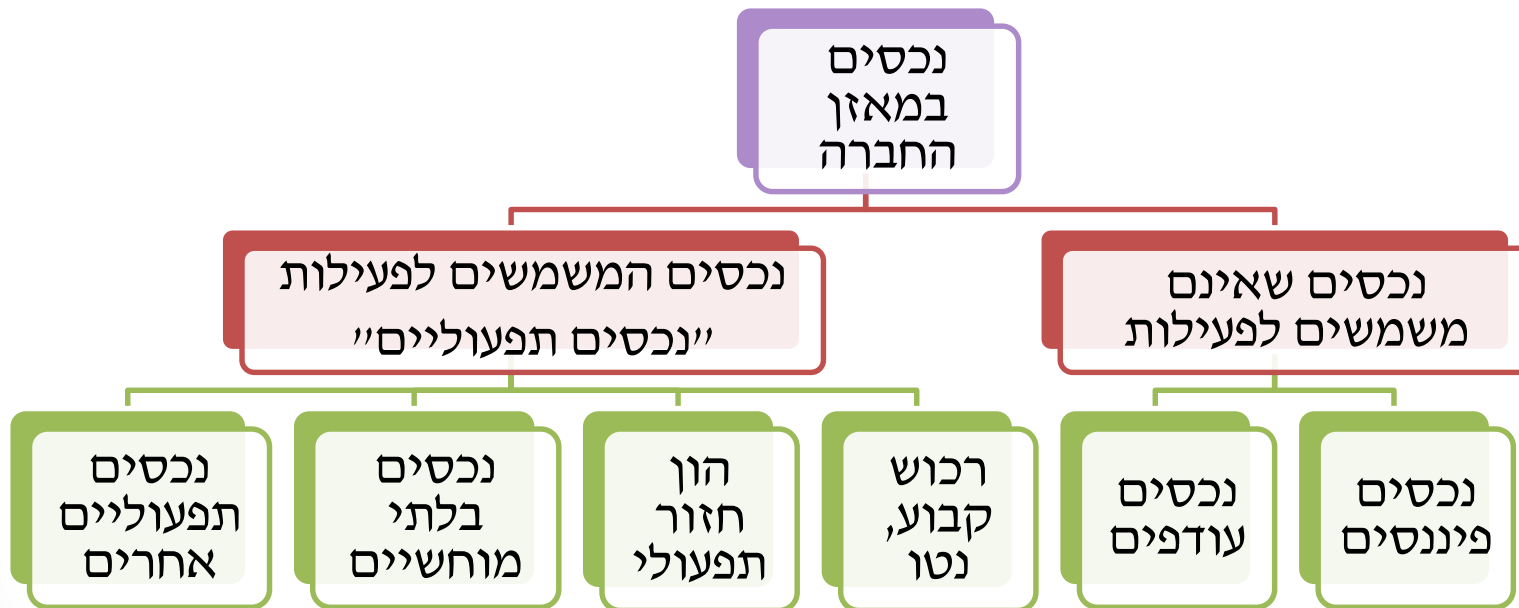 נכסים
במאזן
החברה
נכסים שאינם
משמשים לפעילות
נכסים המשמשים לפעילות
"נכסים תפעוליים"
נכסים
פיננסים
נכסים
עודפים
רכוש
קבוע,
נטו
הון
חזור
תפעולי
נכסים
בלתי
מוחשיים
נכסים
תפעוליים
אחרים